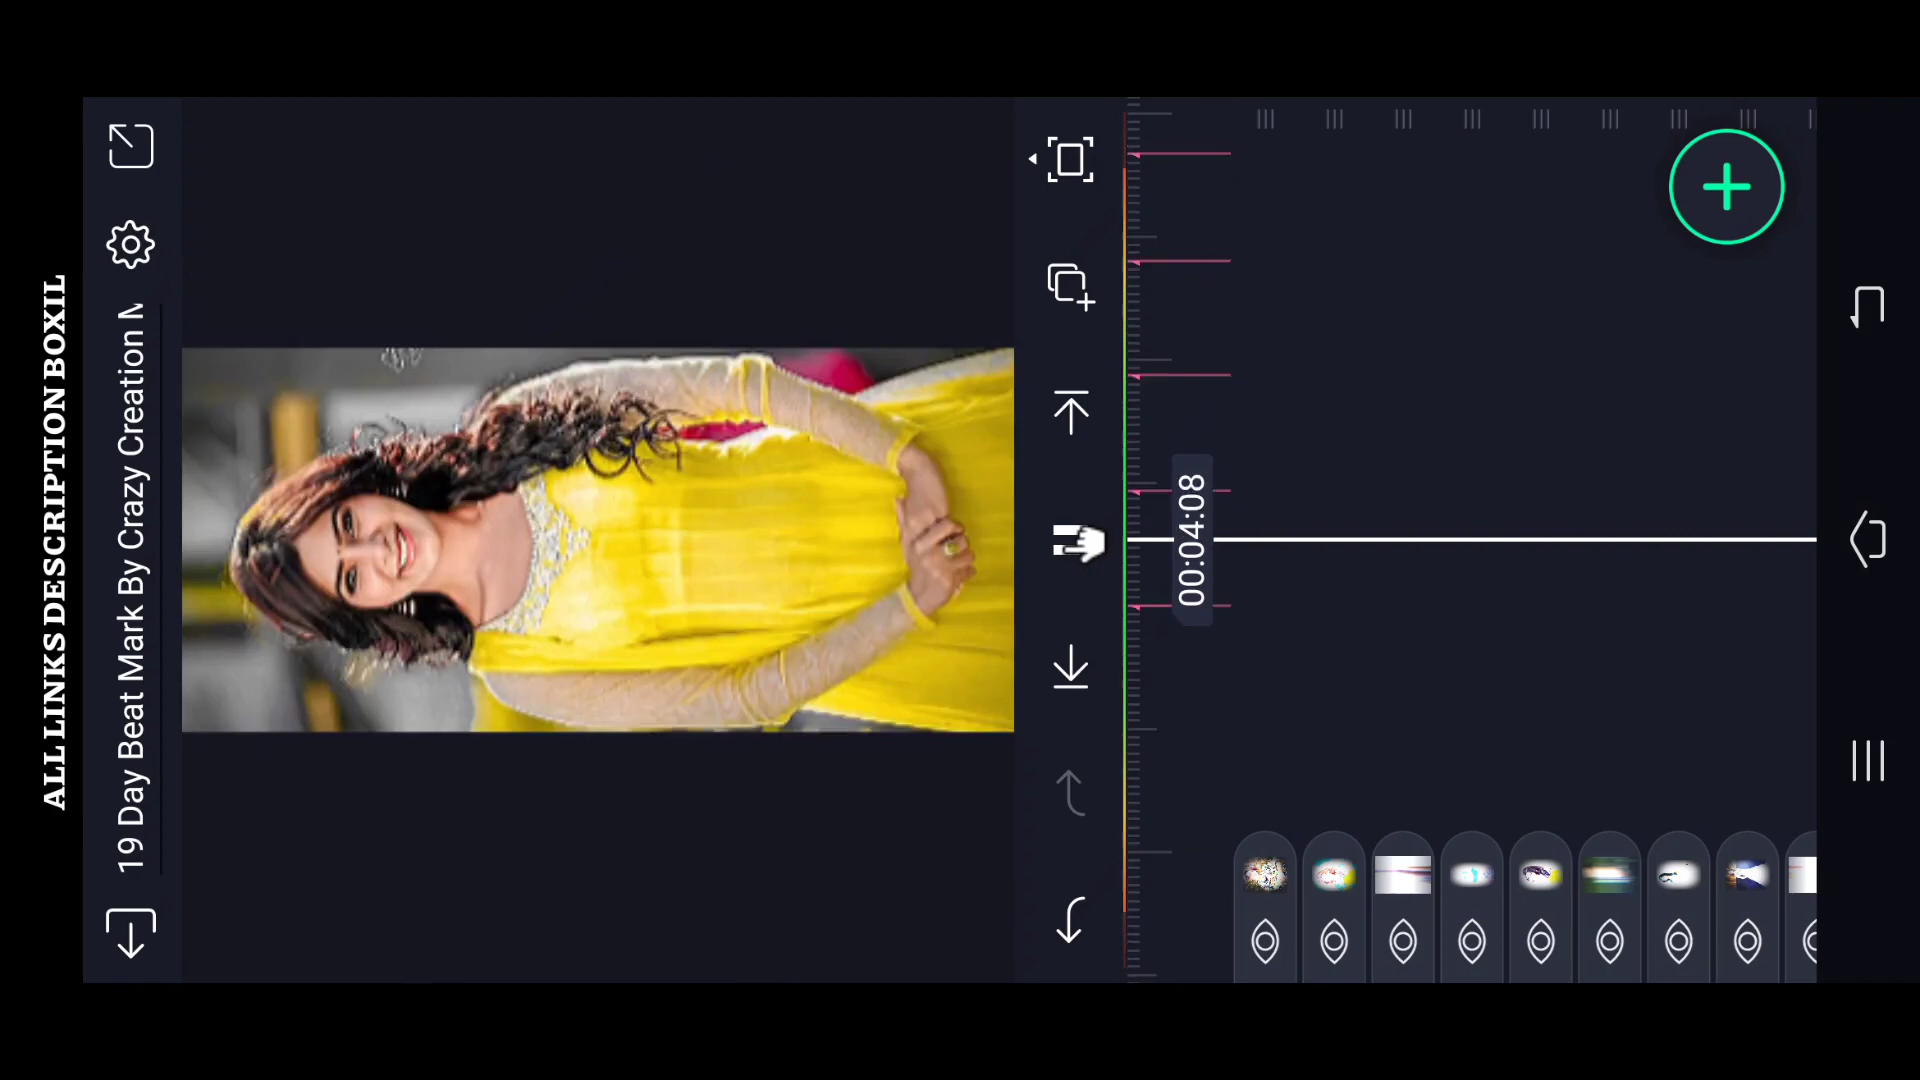 ALL LINKS DESCRIPTION BOXIL
19 Day Beat Mark By Crazy Creation
00:04:08